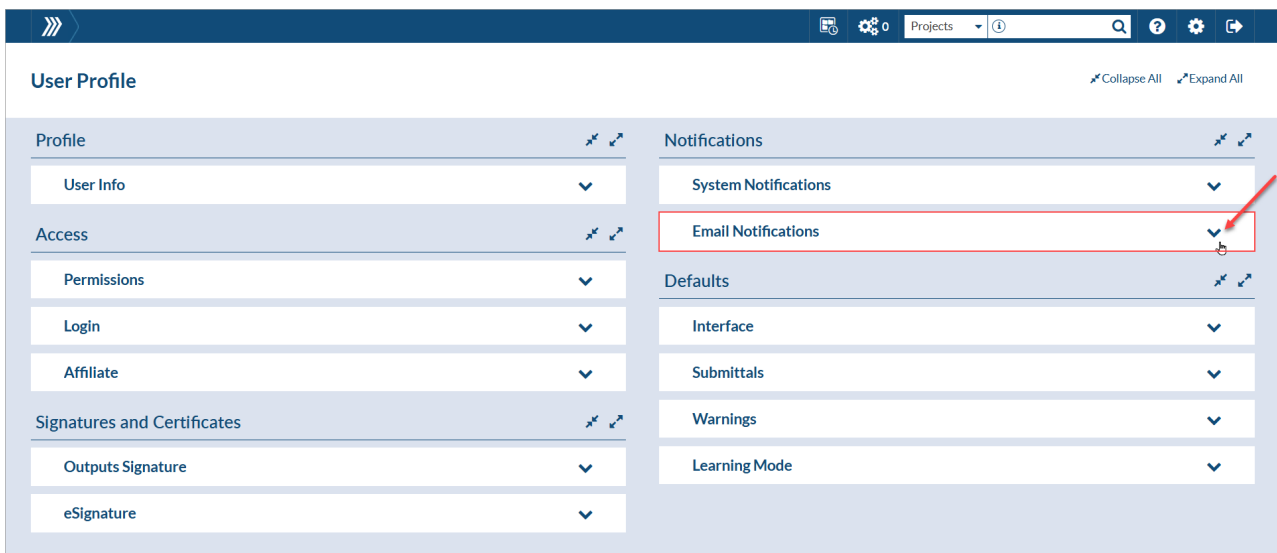 0
Projects
User Profile
Collapse All
Expand All
Profile
User Info
Access
Permissions
Login
Affiliate
Signatures and Certificates
Outputs Signature
eSignature
Notifications
System Notifications
Email Notifications
Defaults
Interface
Submittals
Warnings
Learning Mode